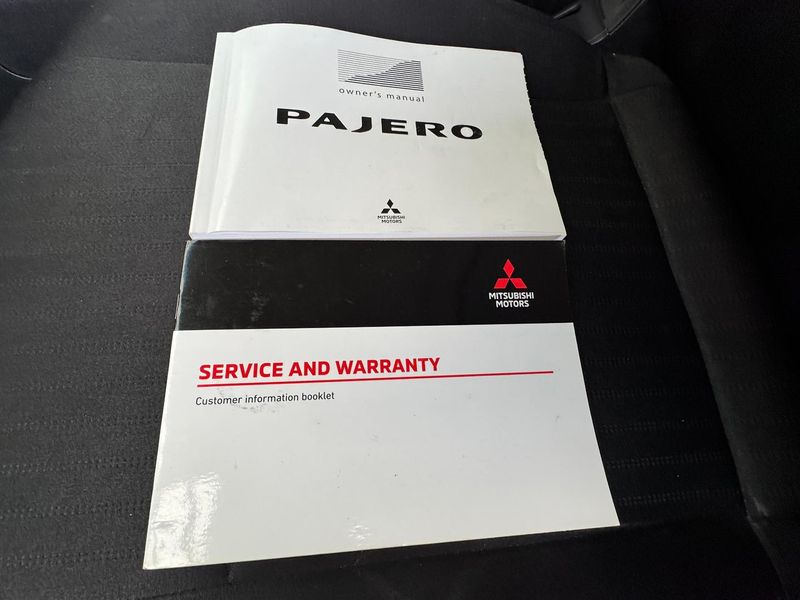 owner's manual
PAJERO
MITSUBISHI
MOTORS
MITSUBISHI
MOTORS
SERVICE AND WARRANTY
Customer information booklet